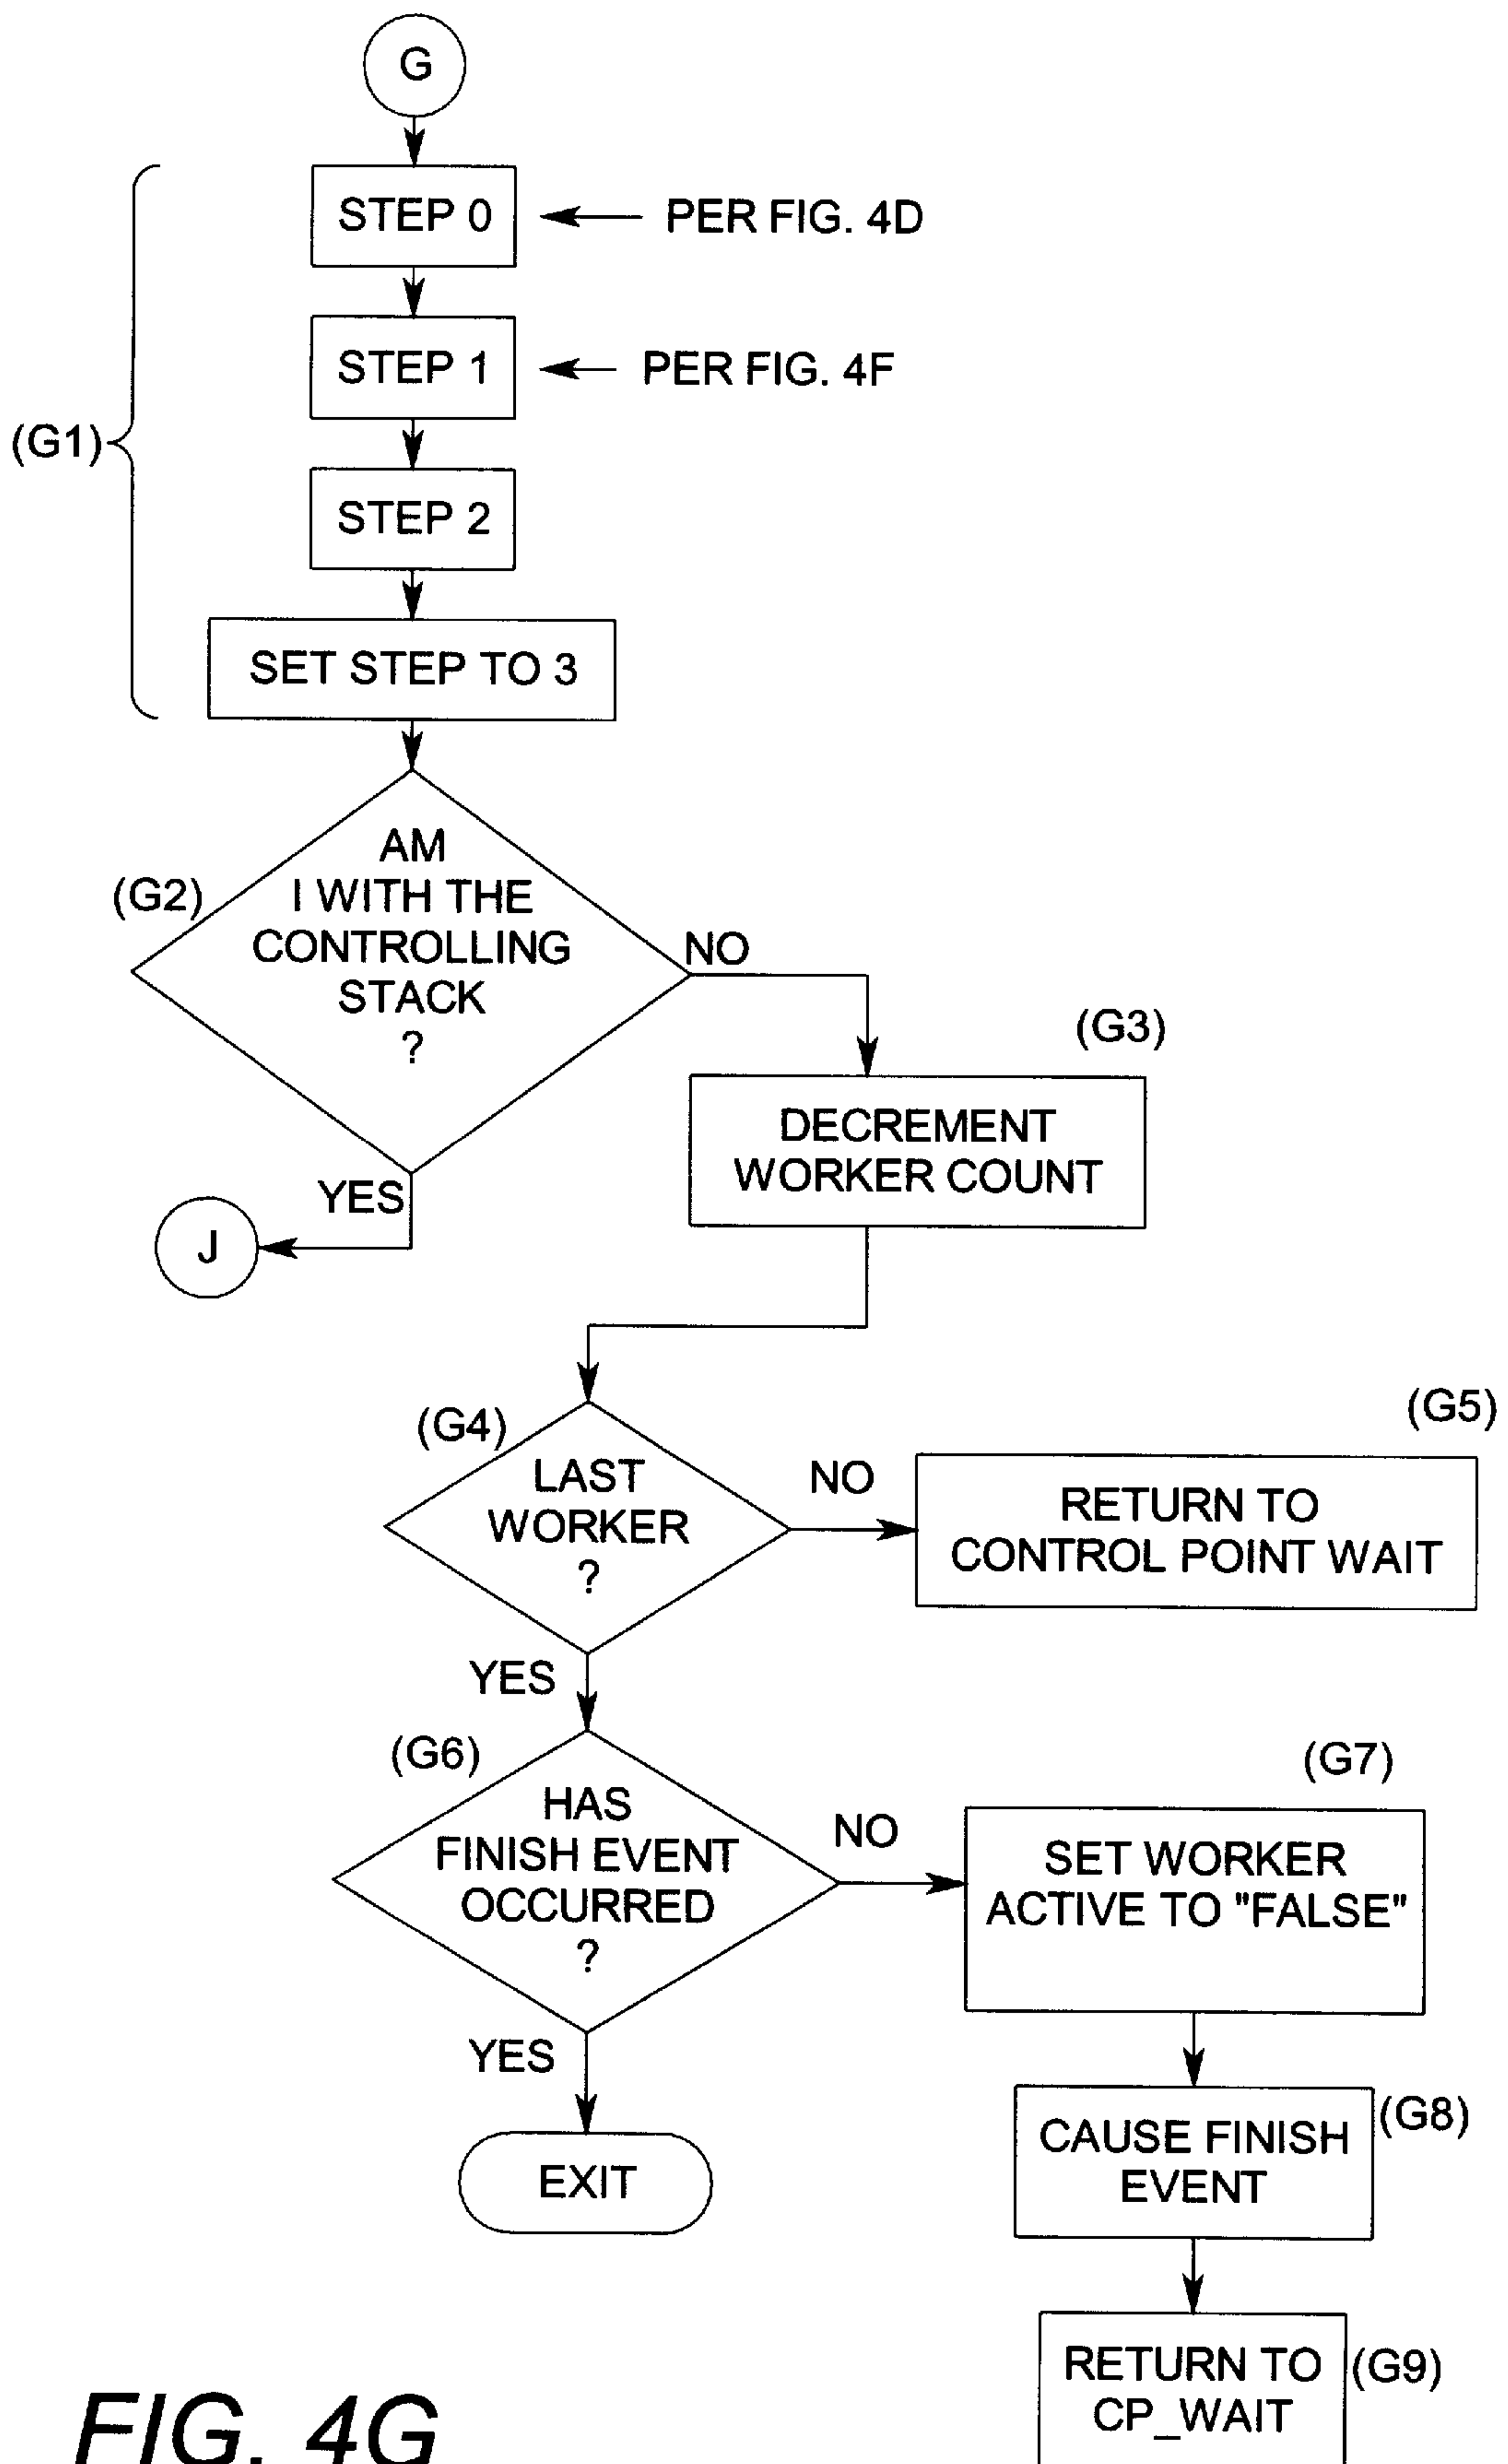 G
STEP 0
PER FIG. 4D
STEP 1
PER FIG. 4F
(G1)
STEP 2
SET STEP TO 3
(G2)
AM
I WITH THE
CONTROLLING
STACK
?
NO
YES
J
(G3)
DECREMENT
WORKER COUNT
(G4)
LAST
WORKER
?
NO
(G5)
RETURN TO
CONTROL POINT WAIT
YES
(G6)
HAS
FINISH EVENT
OCCURRED
?
NO
(G7)
SET WORKER
ACTIVE TO "FALSE"
YES
EXIT
CAUSE FINISH
EVENT
(G8)
RETURN TO
CP_WAIT
(G9)
FIG. 4G